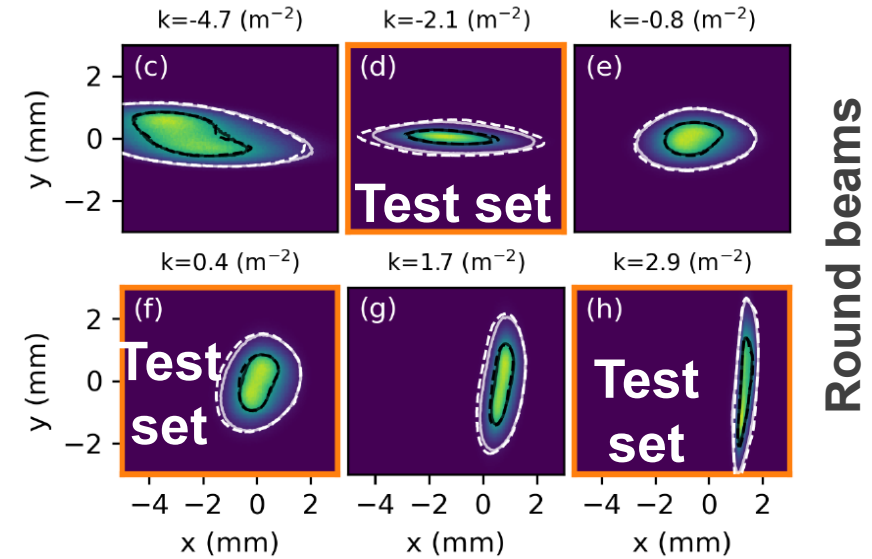 k=-4.7 (m⁻²)
k=-2.1 (m⁻²)
k=-0.8 (m⁻²)
(c)
(d)
(e)
2
0
−2
y (mm)
Test set
k=0.4 (m⁻²)
k=1.7 (m⁻²)
k=2.9 (m⁻²)
(f)
(g)
(h)
2
0
−2
y (mm)
Test
set
Test
set
−4 −2 0 2
−4 −2 0 2
−4 −2 0 2
x (mm)
x (mm)
x (mm)
Round beams